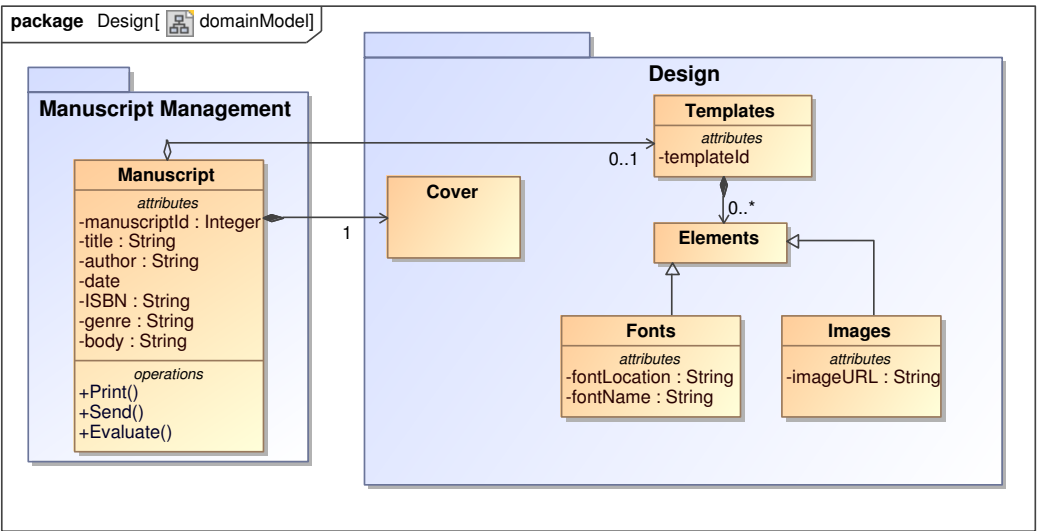 package Design[ domainModel]
Manuscript Management
Manuscript
attributes
-manuscriptId : Integer
-title : String
-author : String
-date
-ISBN : String
-genre : String
-body : String
operations
+Print()
+Send()
+Evaluate()
Design
Templates
attributes
-templateId
0..1
Cover
1
0..*
Elements
Fonts
attributes
-fontLocation : String
-fontName : String
Images
attributes
-imageURL : String